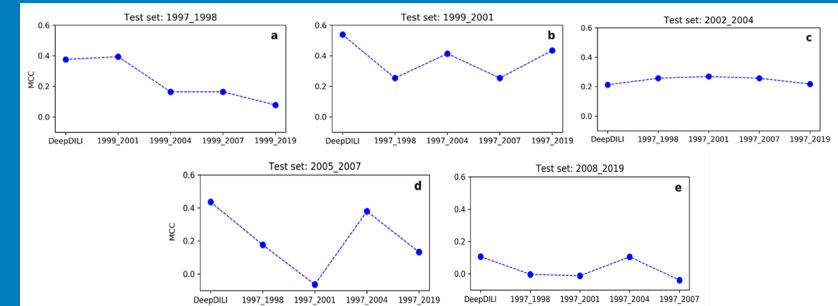 Test set: 1997_1998
a
0.6
0.4
0.2
0.0
MCC
DeepDILI 1999_2001 1999_2004 1999_2007 1999_2019
Test set: 1999_2001
b
0.6
0.4
0.2
0.0
DeepDILI 1997_1998 1997_2004 1997_2007 1997_2019
Test set: 2002_2004
c
0.6
0.4
0.2
0.0
DeepDILI 1997_1998 1997_2001 1997_2007 1997_2019
Test set: 2005_2007
d
0.6
0.4
0.2
0.0
MCC
DeepDILI 1997_1998 1997_2001 1997_2004 1997_2019
Test set: 2008_2019
e
0.6
0.4
0.2
0.0
DeepDILI 1997_1998 1997_2001 1997_2004 1997_2007